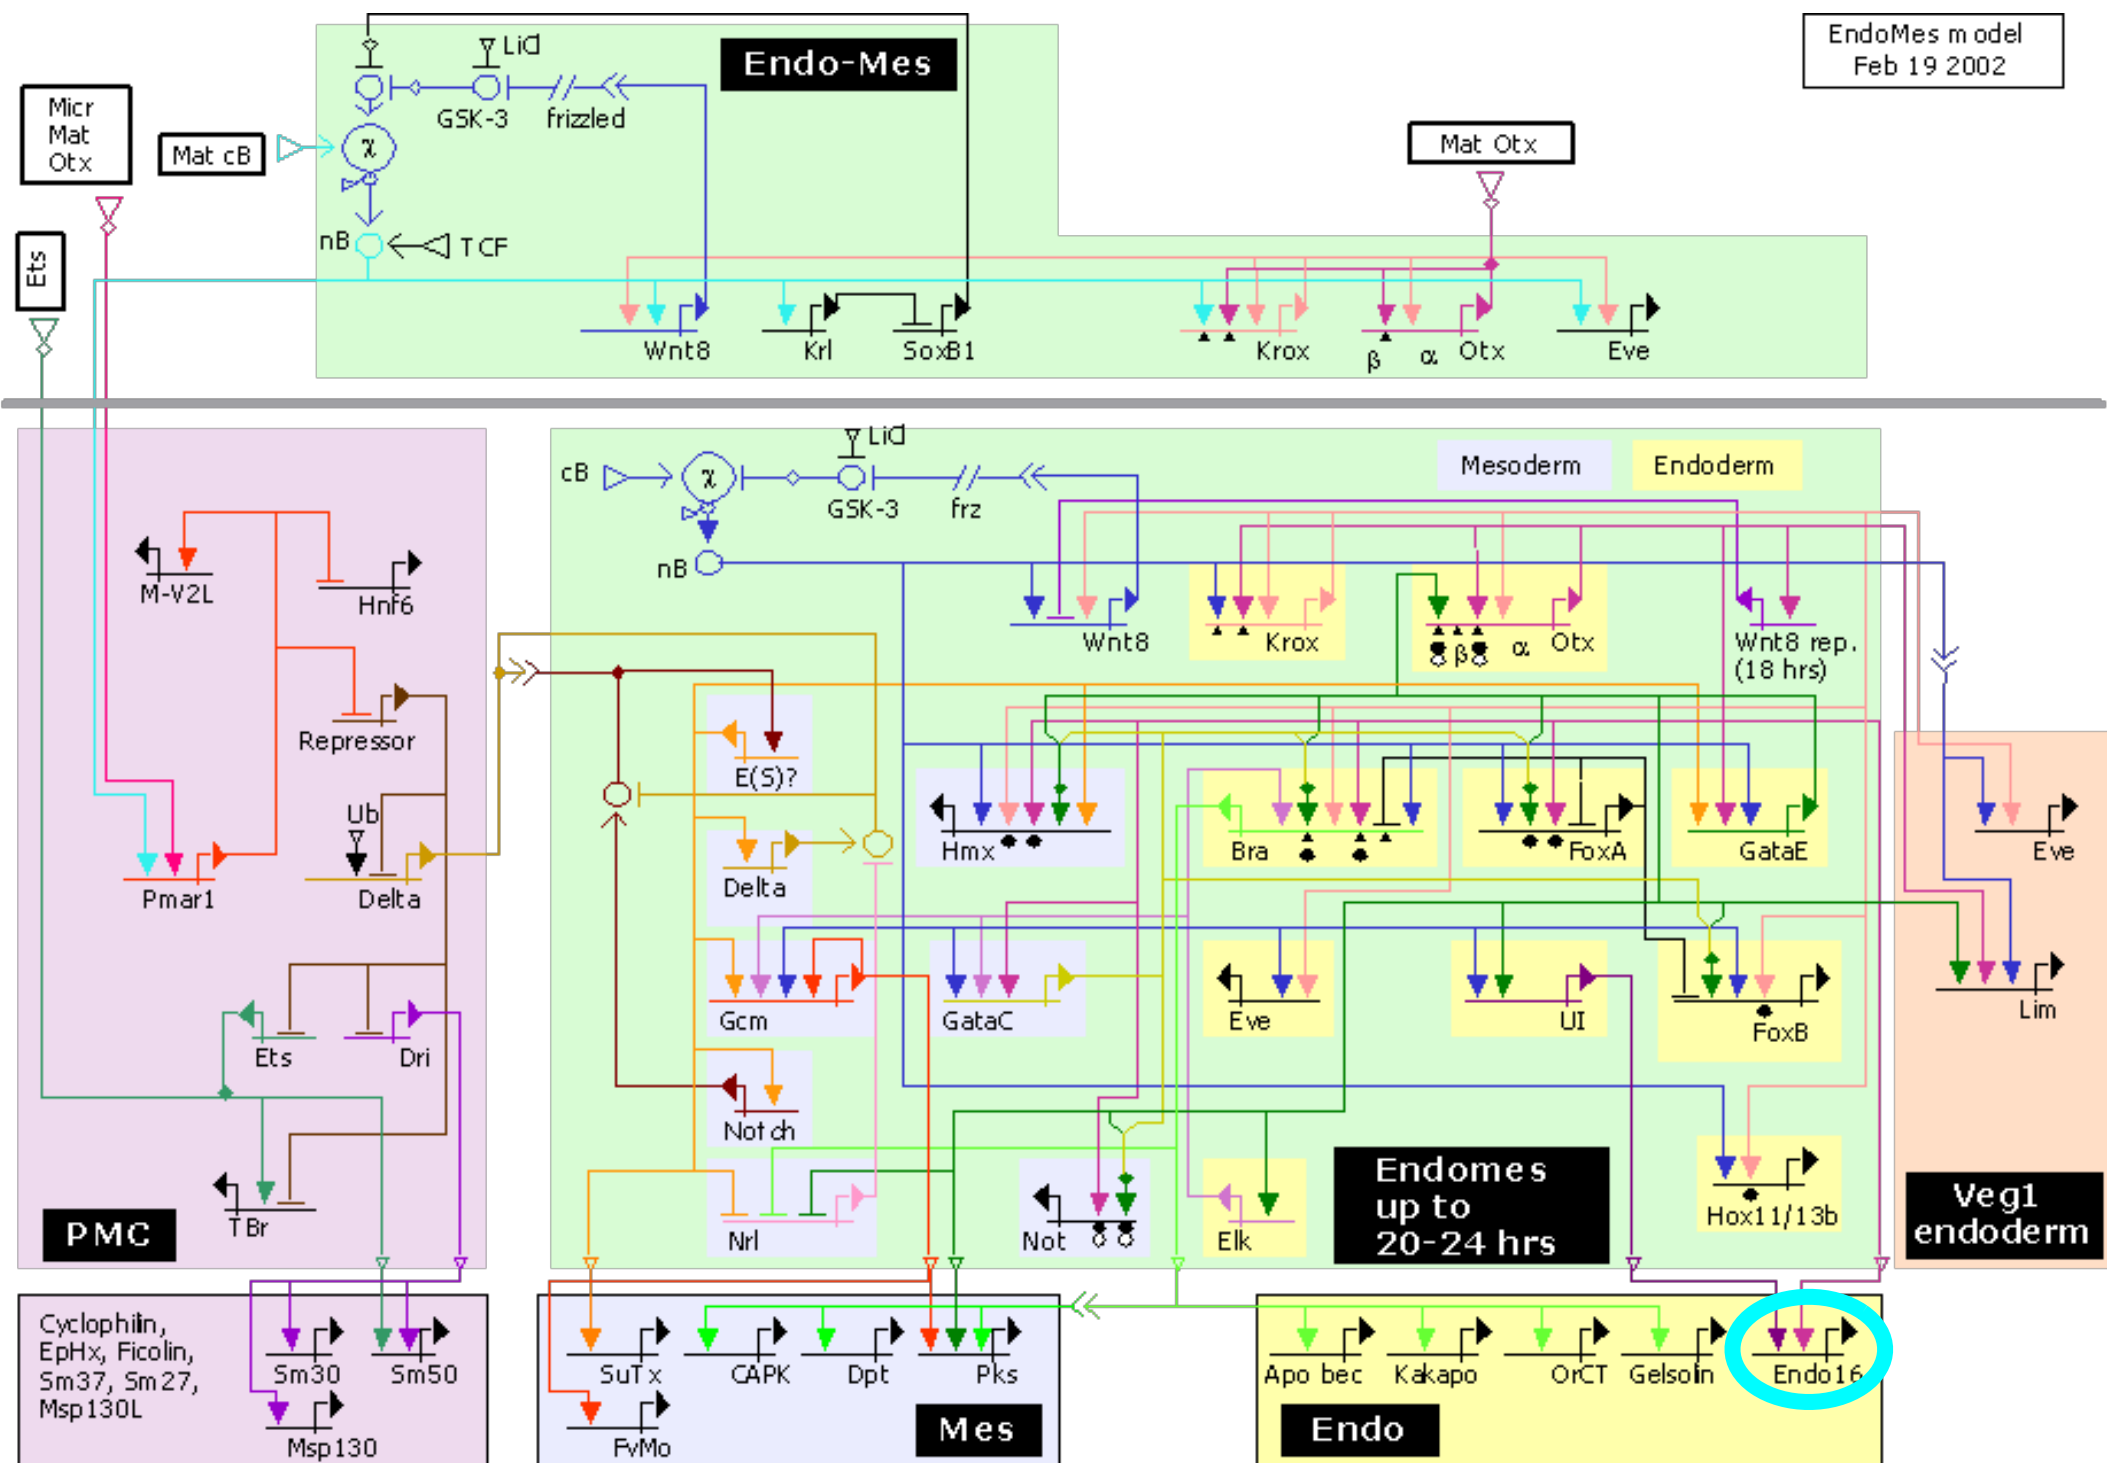 EndoMes model
Feb 19 2002
Endo-Mes
LiCl
GSK-3
frizzled
Micr
Mat
Otx
Mat cB
χ
Mat Otx
Ets
nB
TCF
Wnt8
Krl
SoxB1
Krox
β
α
Otx
Eve
cB
χ
LiCl
GSK-3
frz
Mesoderm
Endoderm
nB
M-V2L
Hnf6
Wnt8
Krox
β
α
Otx
Wnt8 rep.
(18 hrs)
Repressor
E(S)?
Ub
Pmar1
Delta
Delta
Hmx
Bra
FoxA
GataE
Eve
Gcm
GataC
Eve
UI
FoxB
Lim
Ets
Dri
Notch
TBr
Nrl
Not
Elk
Hox11/13b
PMC
Endomes
up to
20-24 hrs
Veg1
endoderm
Cyclophilin,
EpHx, Ficolin,
Sm37, Sm27,
Msp130L
Sm30
Sm50
Msp130
SuTx
CAPK
Dpt
Pks
FvMo
Mes
Apo bec
Kakapo
OrCT
Gelsolin
Endo16
Endo